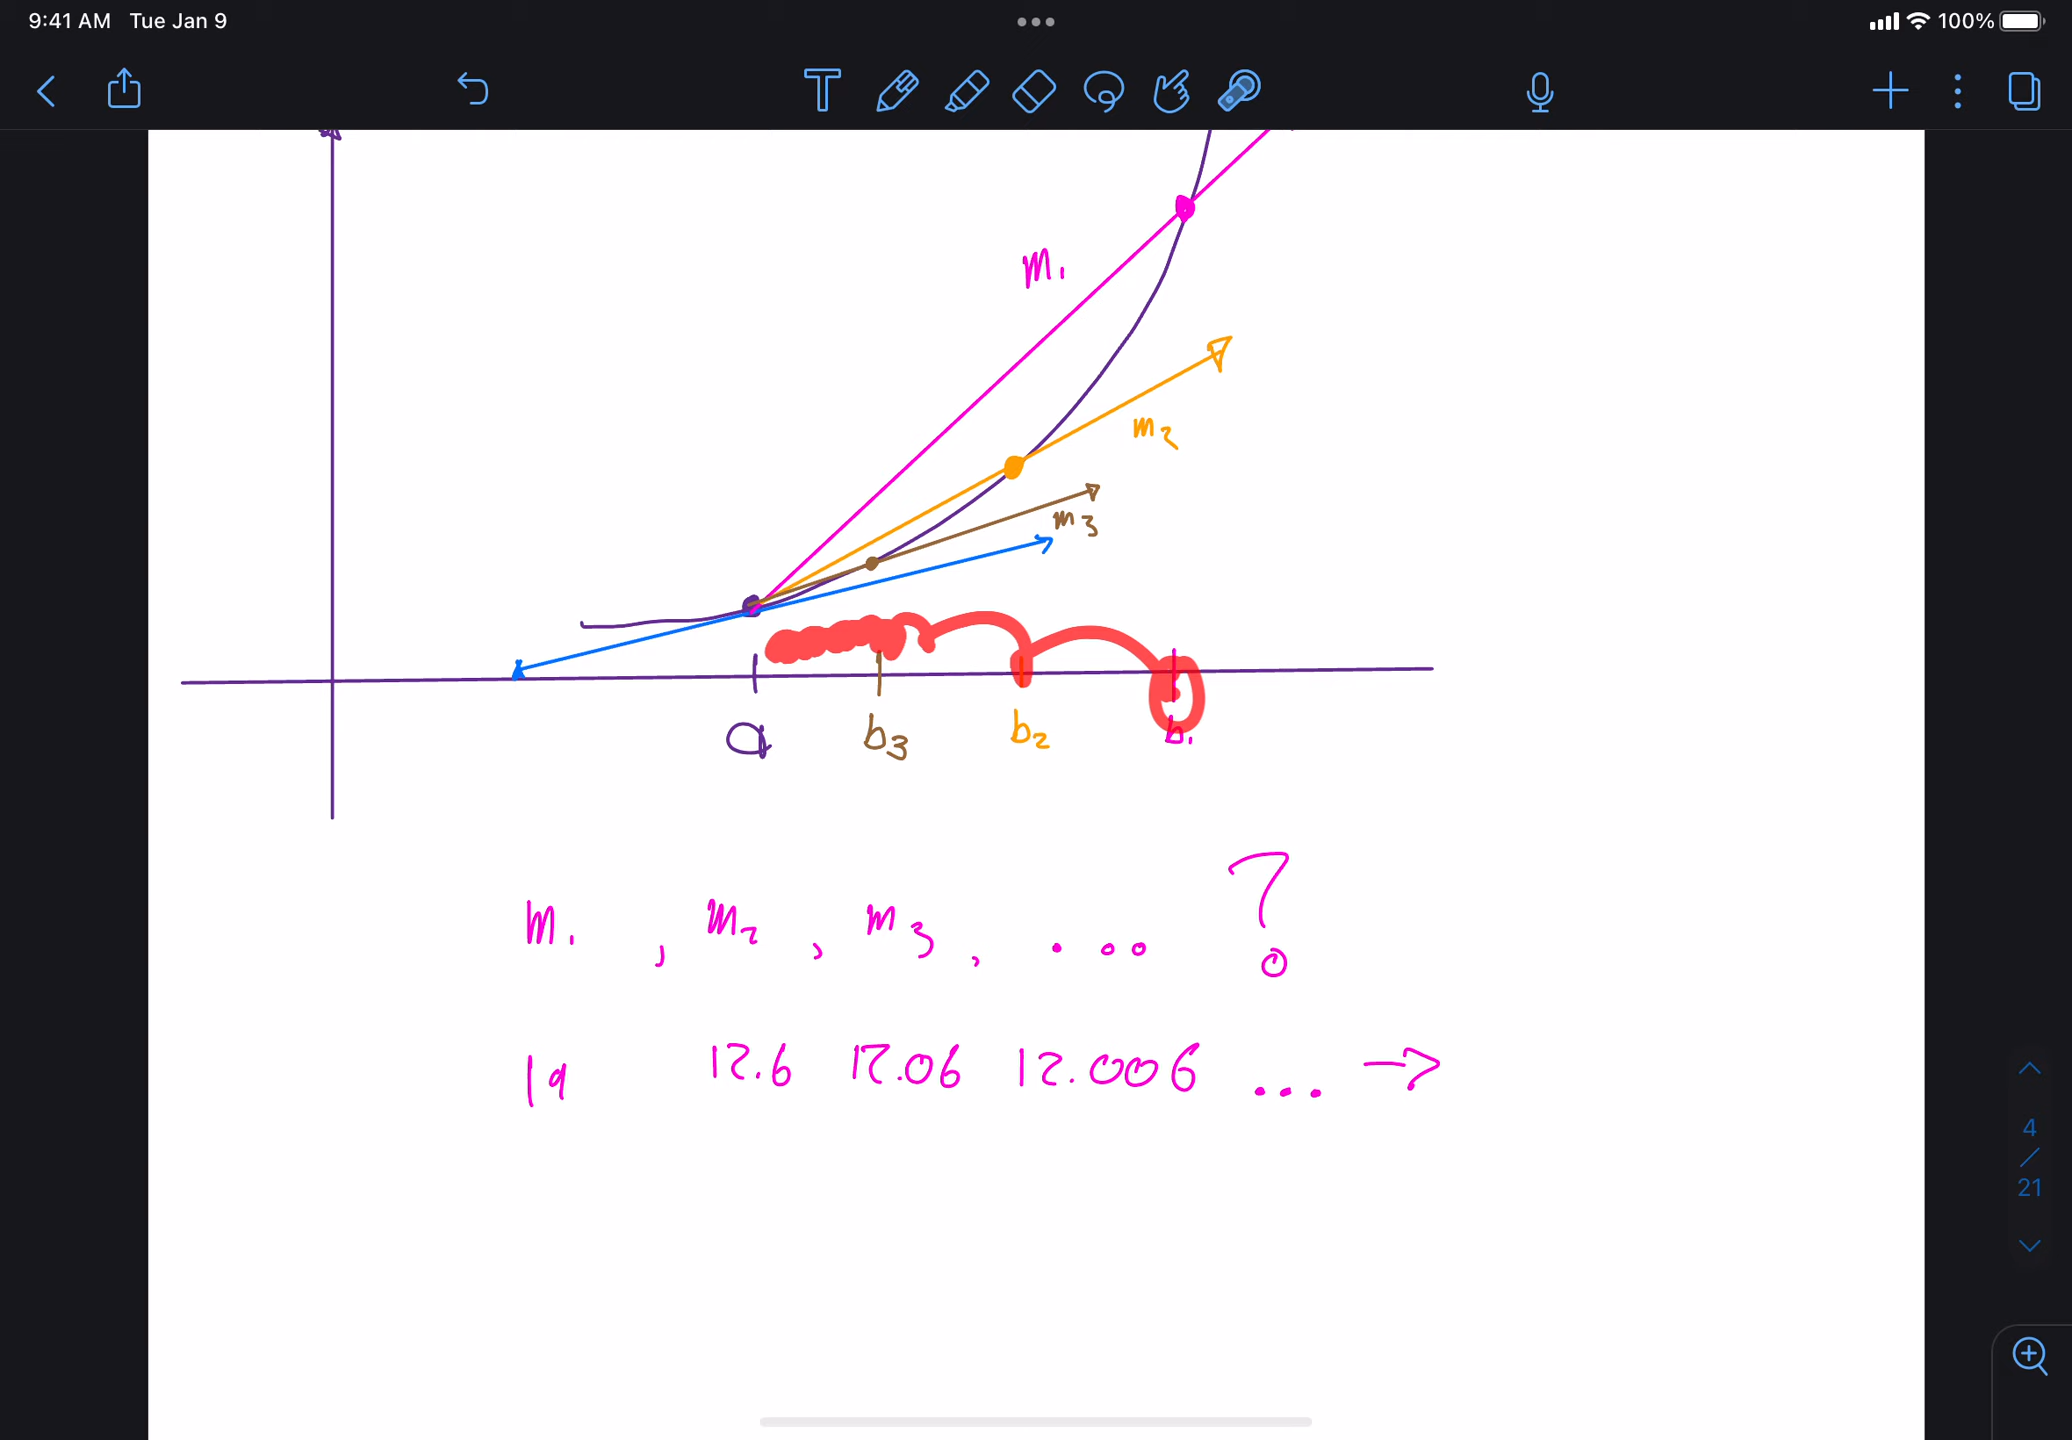 9:41 AM Tue Jan 9
100%
m₁
m₂
m₃
a b₃ b₂ b₁
m₁ , m₂ , m₃ , ... ?
19 12.6 12.06 12.006 ... →
4
/
21